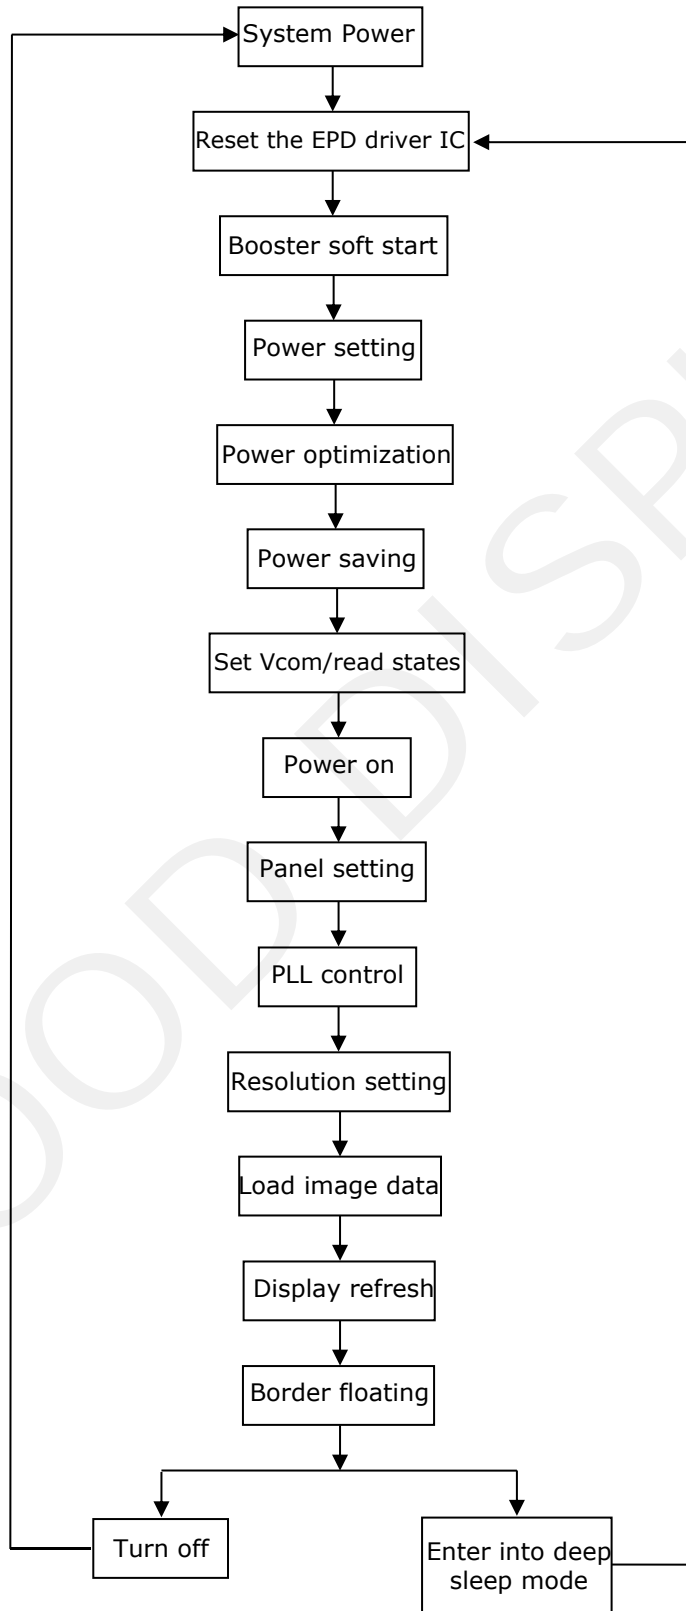 System Power
Reset the EPD driver IC
Booster soft start
Power setting
Power optimization
Power saving
Set Vcom/read states
Power on
Panel setting
PLL control
Resolution setting
Load image data
Display refresh
Border floating
Turn off
Enter into deep
sleep mode
OOD DISP